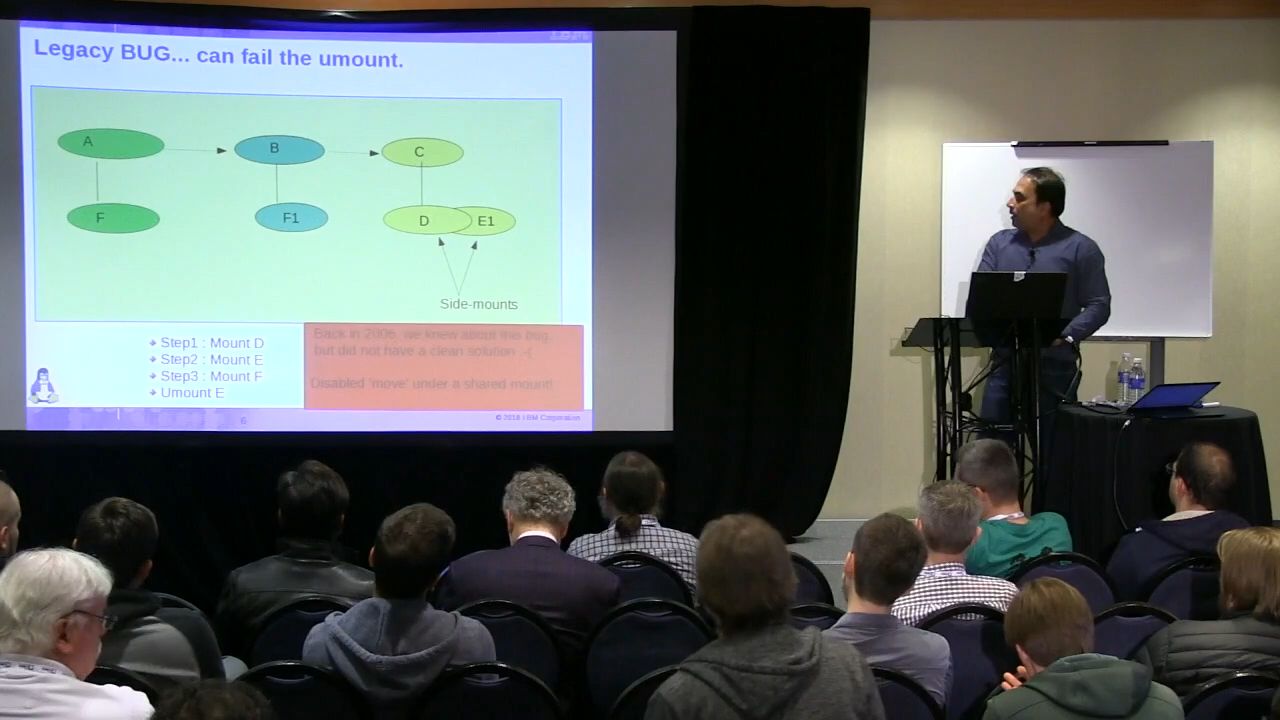 IBM
Legacy BUG... can fail the umount.
A
B
C
F
F1
D
E1
Side-mounts
Step1 : Mount D
Step2 : Mount E
Step3 : Mount F
Umount E
Back in 2006, we knew about this bug,
but did not have a clean solution :-(
Disabled 'move' under a shared mount!
6
© 2018 IBM Corporation